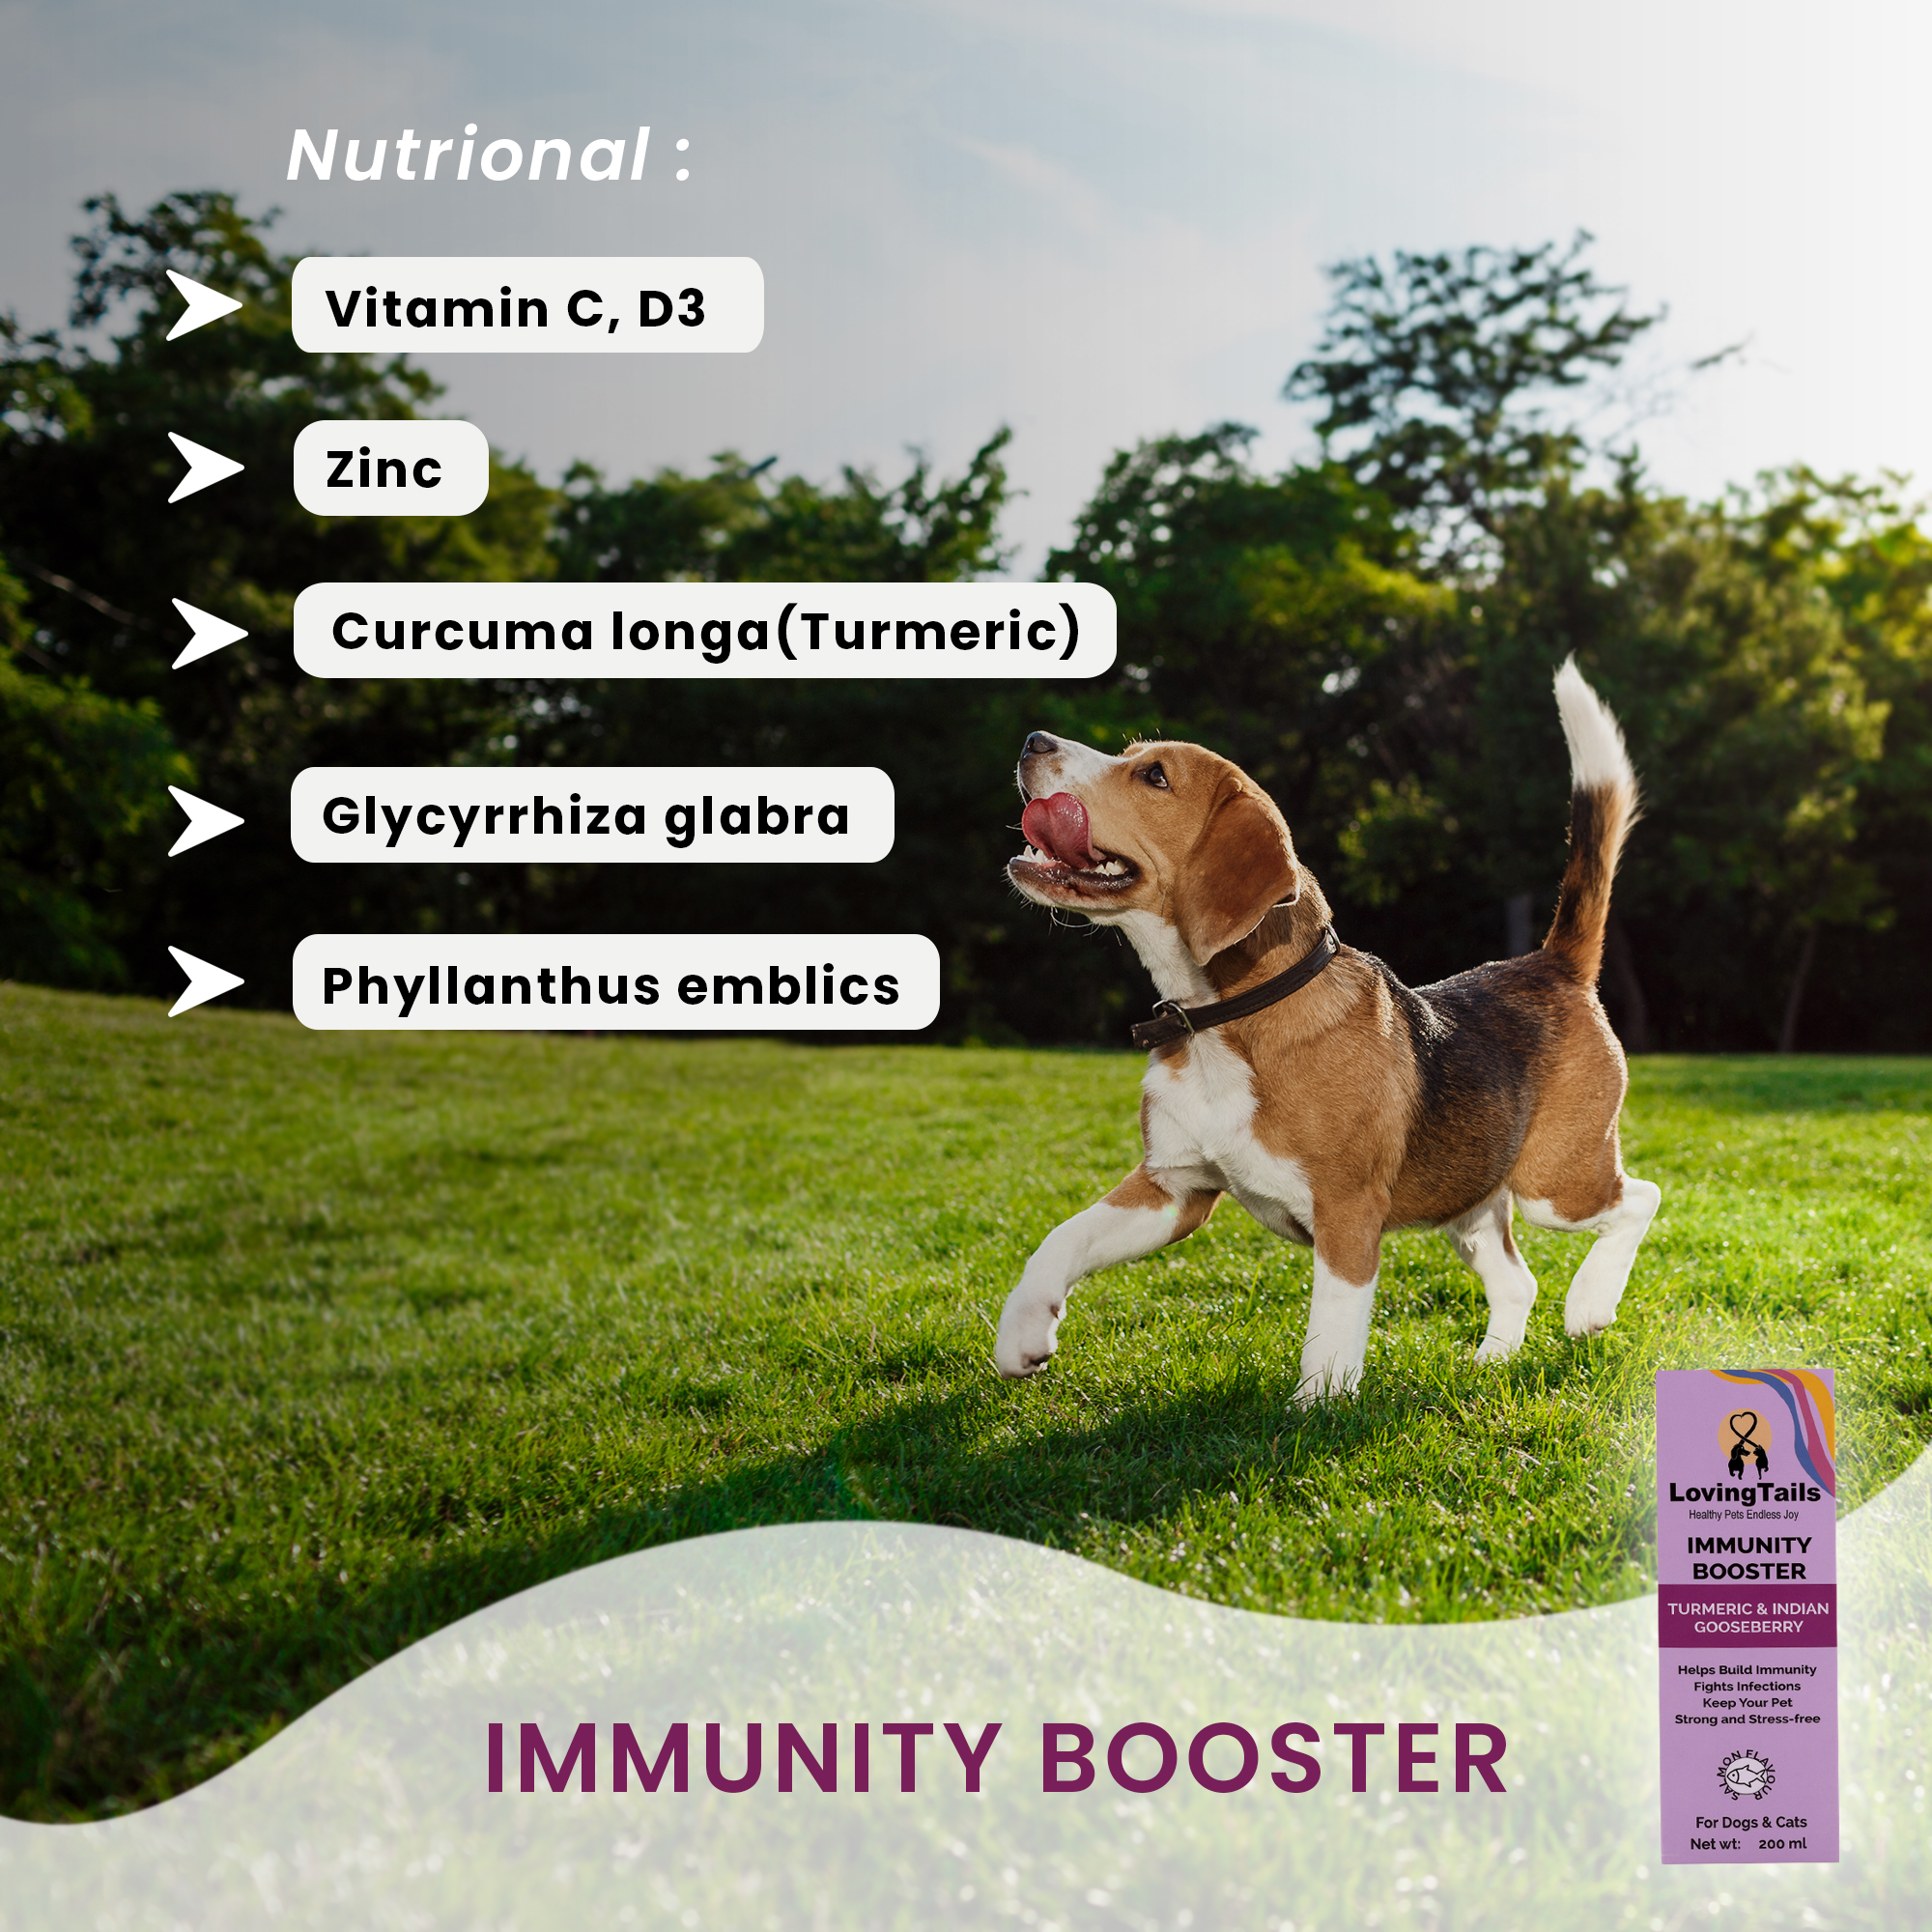 Nutrional :
Vitamin C, D3
Zinc
Curcuma longa(Turmeric)
Glycyrrhiza glabra
Phyllanthus emblics
LovingTails
Healthy Pets Endless Joy
IMMUNITY
BOOSTER
TURMERIC & INDIAN
GOOSEBERRY
Helps Build Immunity
Fights Infections
Keep Your Pet
Strong and Stress-free
SALMON FLAVOUR
For Dogs & Cats
Net wt: 200 ml
IMMUNITY BOOSTER